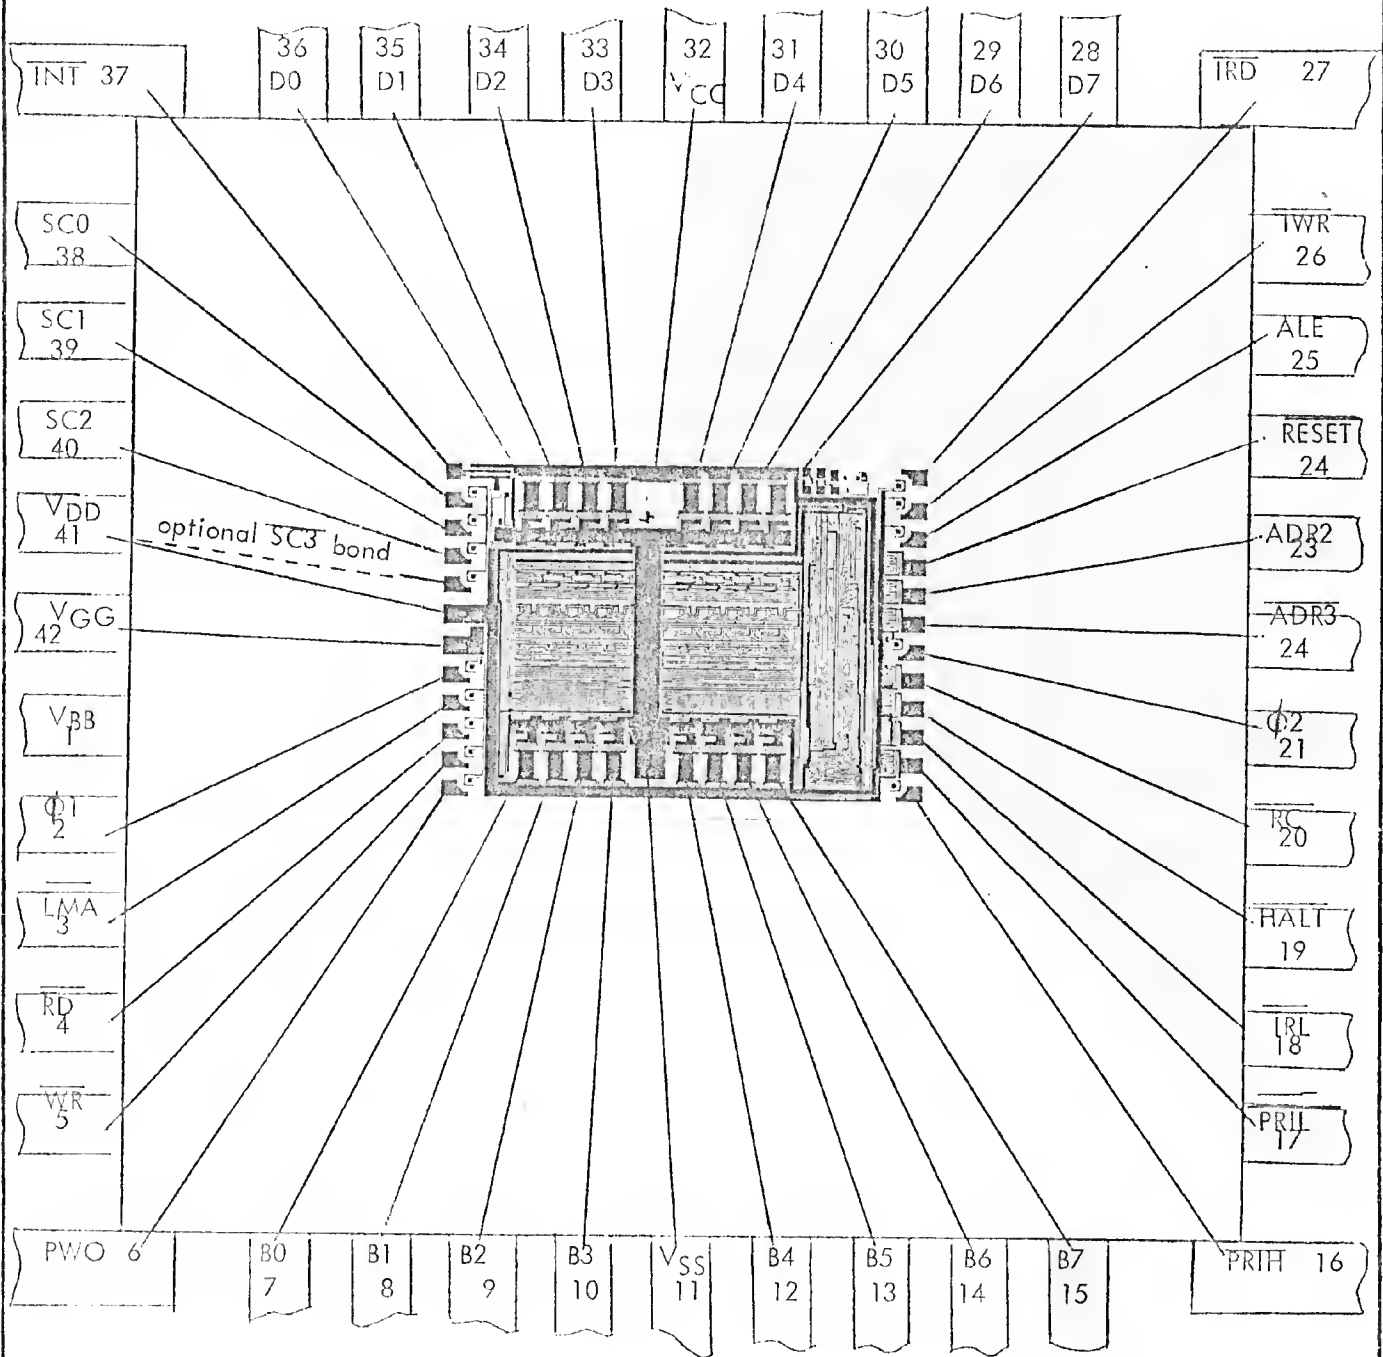 INT 37
36
D0
35
D1
34
D2
33
D3
32
VCC
31
D4
30
D5
29
D6
28
D7
IRD 27
SC0
38
SC1
39
SC2
40
VDD
41
optional SC3 bond
VGG
42
VBB
1
ϕ1
2
LMA
3
RD
4
WR
5
PWO 6
IWR
26
ALE
25
RESET
24
ADR2
23
ADR3
24
ϕ2
21
RC
20
HALT
19
IRL
18
PRIL
17
B0
7
B1
8
B2
9
B3
10
VSS
11
B4
12
B5
13
B6
14
B7
15
PRIH 16